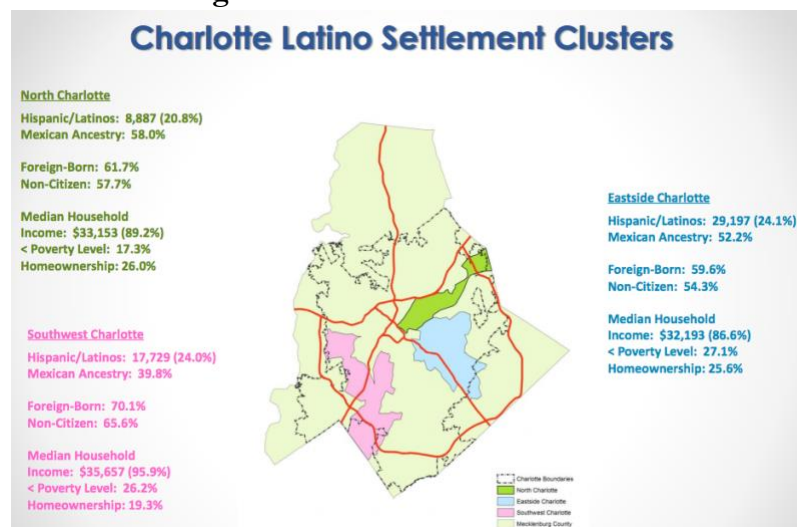 Charlotte Latino Settlement Clusters
North Charlotte
Hispanic/Latinos: 8,887 (20.8%)
Mexican Ancestry: 58.0%
Foreign-Born: 61.7%
Non-Citizen: 57.7%
Median Household
Income: $33,153 (89.2%)
< Poverty Level: 17.3%
Homeownership: 26.0%
Southwest Charlotte
Hispanic/Latinos: 17,729 (24.0%)
Mexican Ancestry: 39.8%
Foreign-Born: 70.1%
Non-Citizen: 65.6%
Median Household
Income: $35,657 (95.9%)
< Poverty Level: 26.2%
Homeownership: 19.3%
Eastside Charlotte
Hispanic/Latinos: 29,197 (24.1%)
Mexican Ancestry: 52.2%
Foreign-Born: 59.6%
Non-Citizen: 54.3%
Median Household
Income: $32,193 (86.6%)
< Poverty Level: 27.1%
Homeownership: 25.6%
Charlotte Boundaries
North Charlotte
Eastside Charlotte
Southwest Charlotte
Mecklenburg County